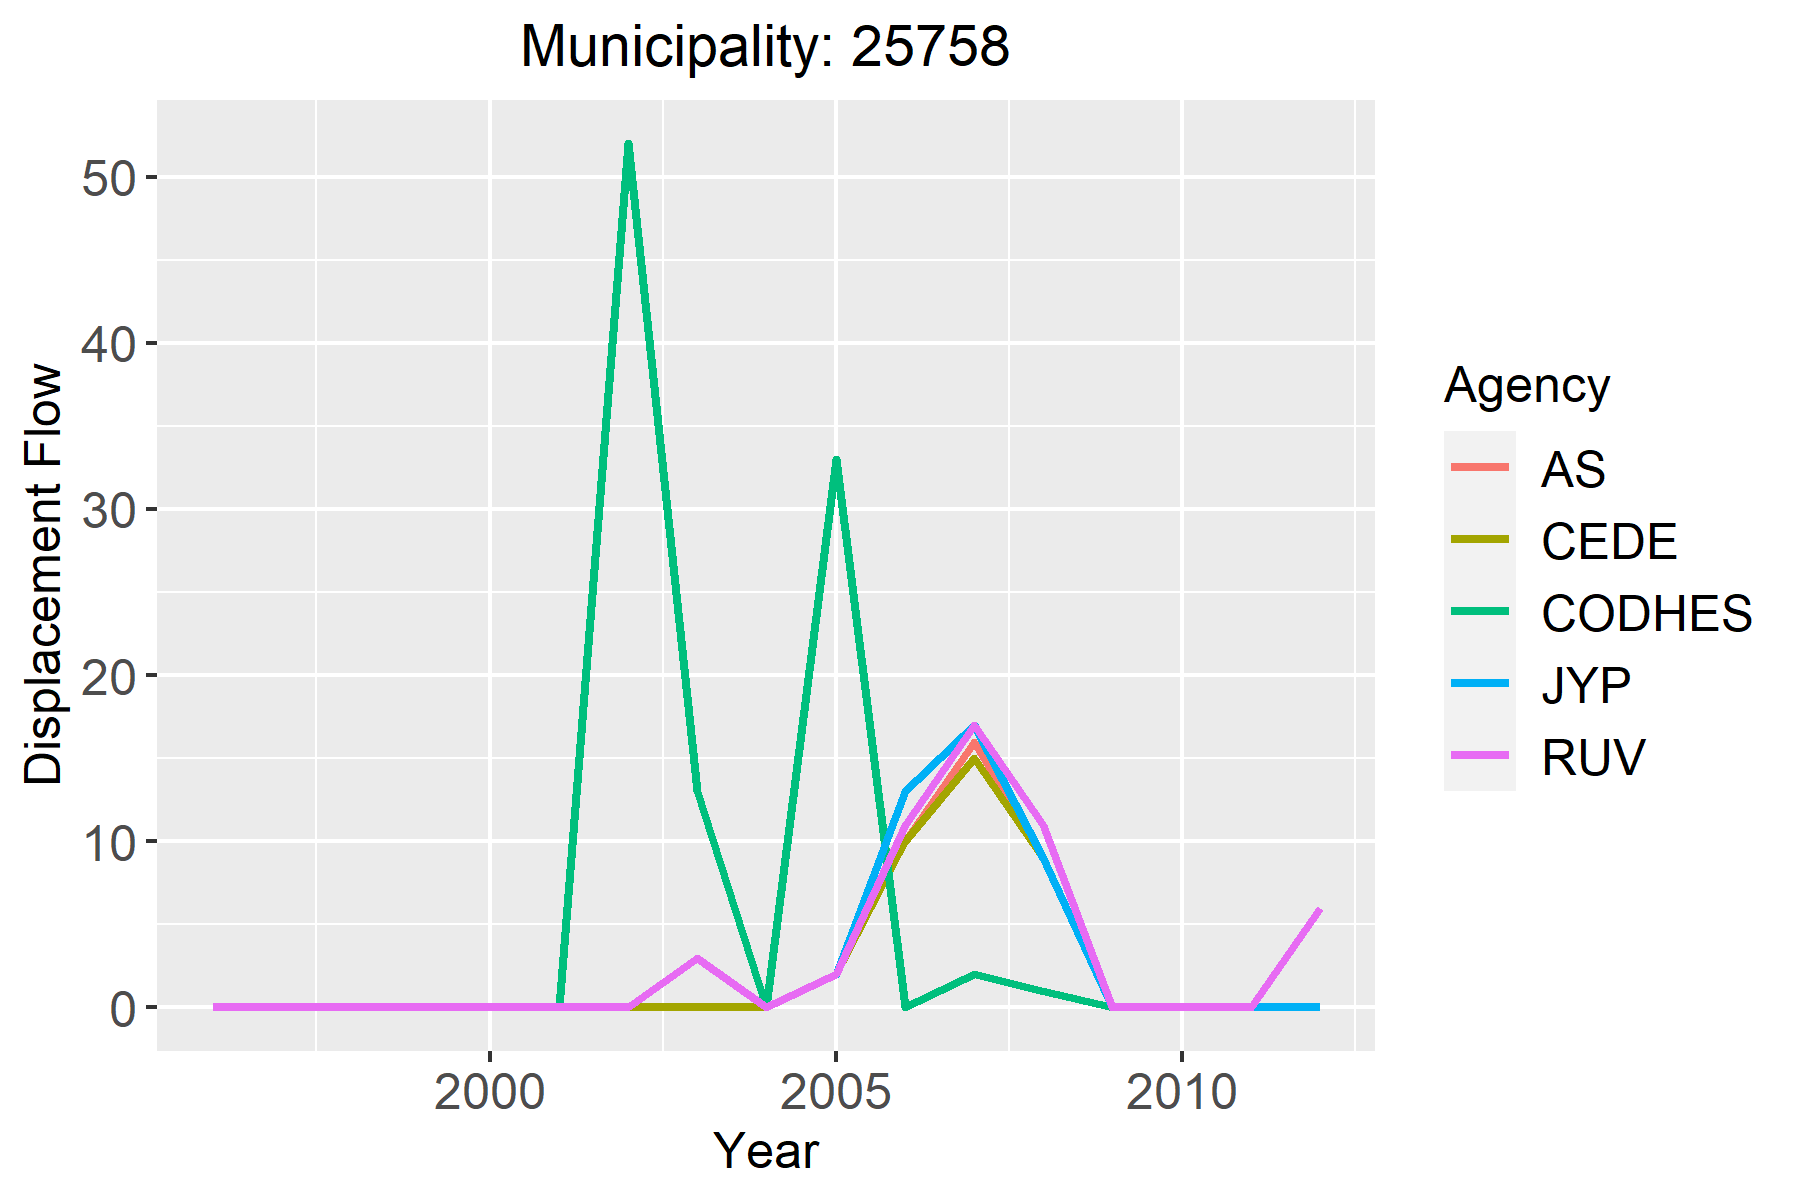 Municipality: 25758
50
40
30
20
10
0
Displacement Flow
2000 2005 2010
Year
Agency
AS
CEDE
CODHES
JYP
RUV